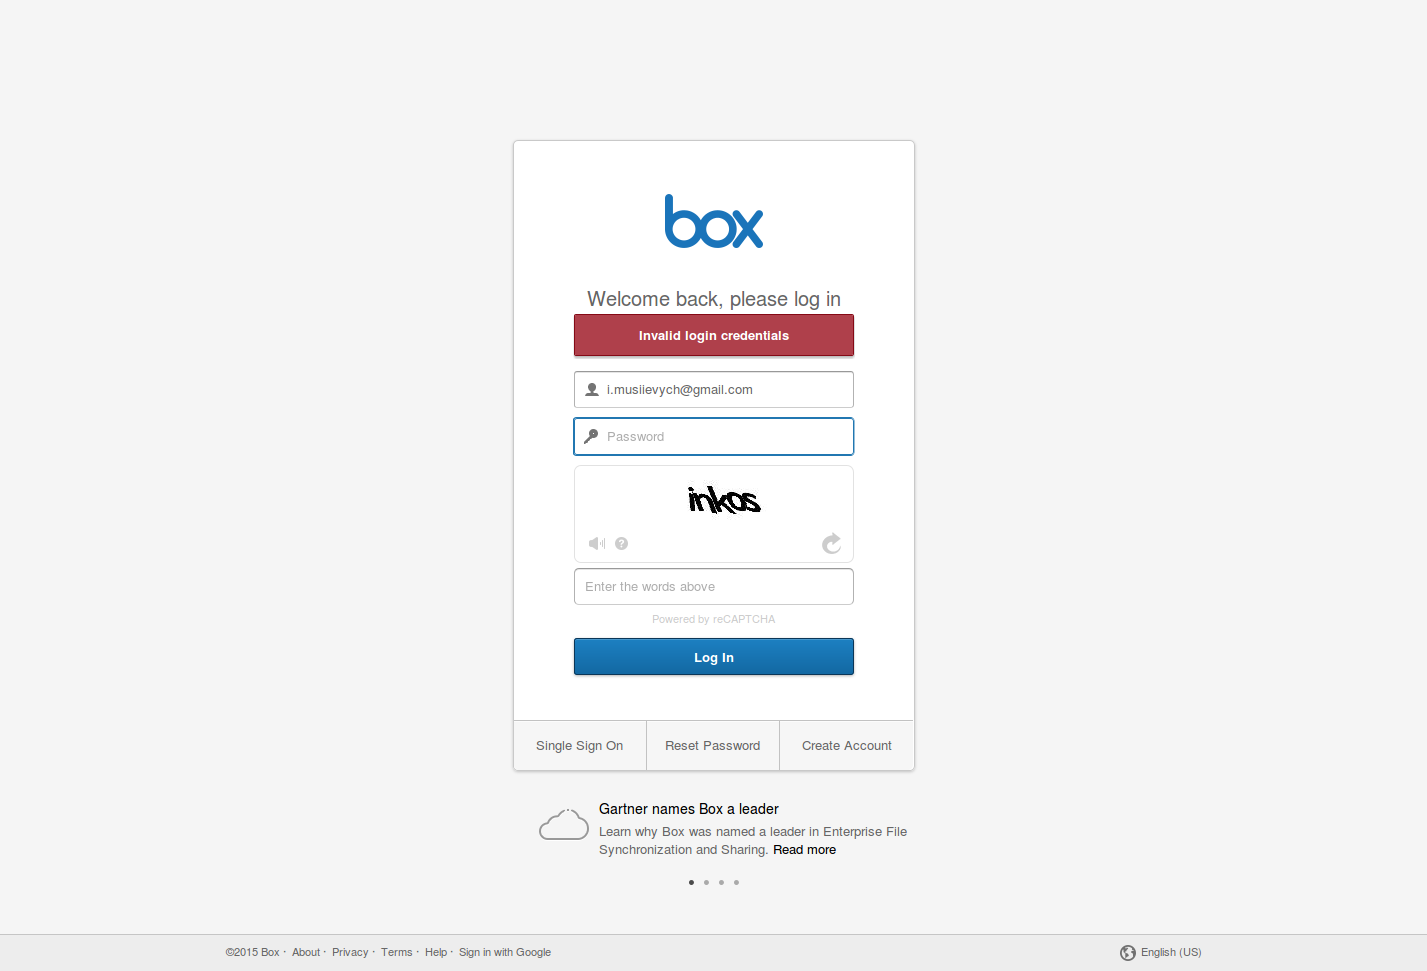 box
Welcome back, please log in
Invalid login credentials
i.musiievych@gmail.com
Password
inkos
?
Enter the words above
Powered by reCAPTCHA
Log In
Single Sign On
Reset Password
Create Account
Gartner names Box a leader
Learn why Box was named a leader in Enterprise File
Synchronization and Sharing. Read more
©2015 Box · About · Privacy · Terms · Help · Sign in with Google
English (US)